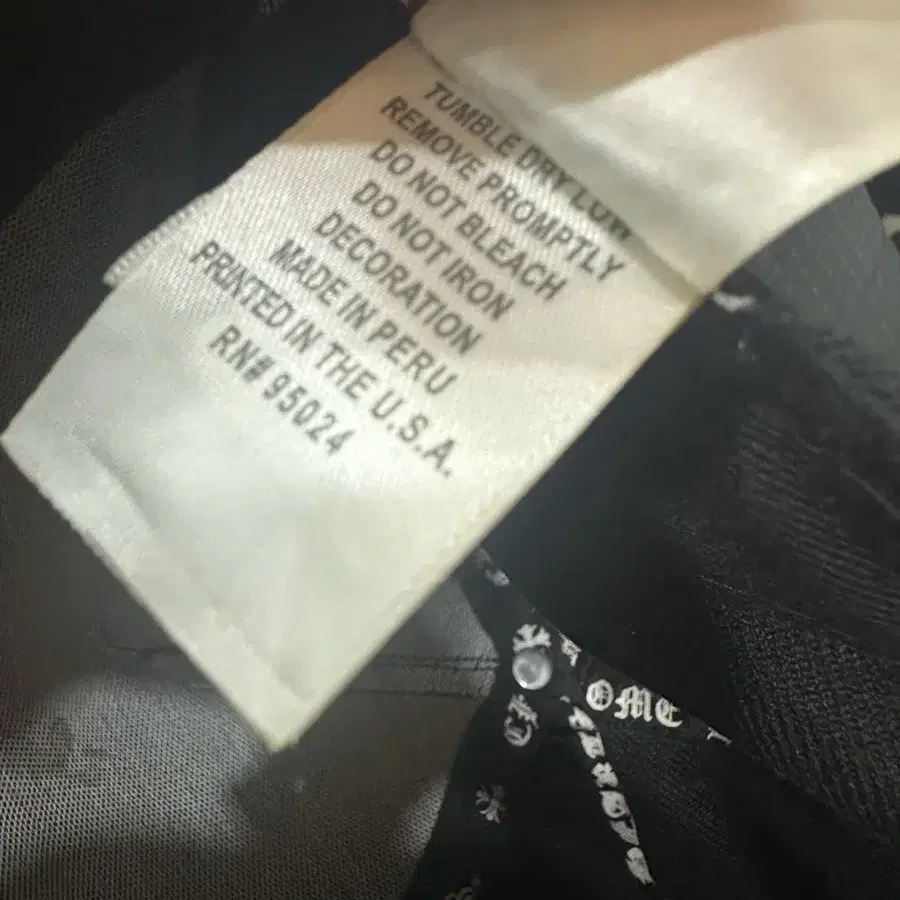 TUMBLE DRY LOW
REMOVE PROMPTLY
DO NOT BLEACH
DO NOT IRON
DECORATION
MADE IN PERU
PRINTED IN THE U.S.A.
RN# 95024
OME